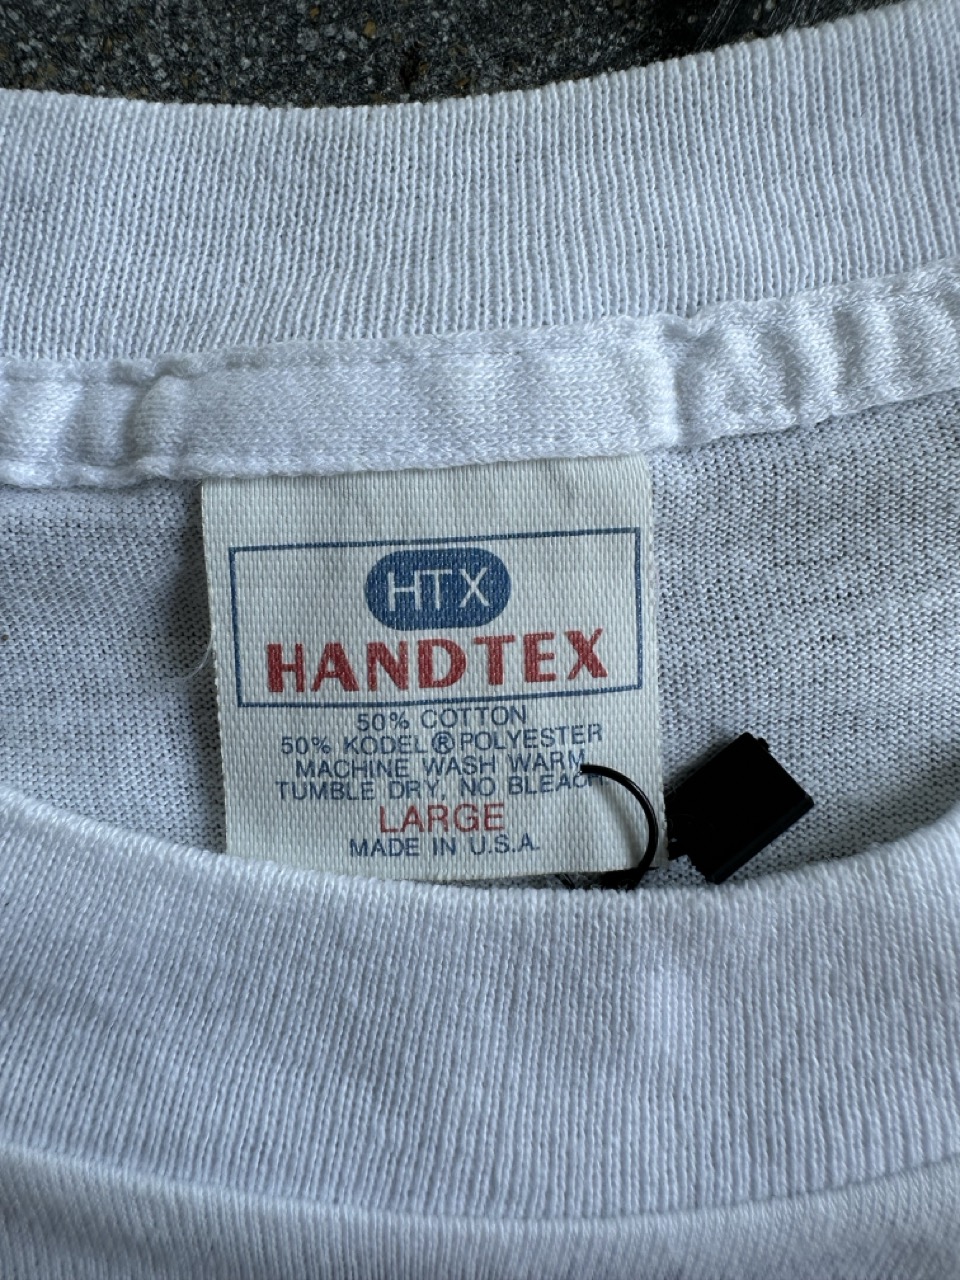 HTX
HANDTEX
50% COTTON
50% KODEL® POLYESTER
MACHINE WASH WARM
TUMBLE DRY, NO BLEACH
LARGE
MADE IN U.S.A.